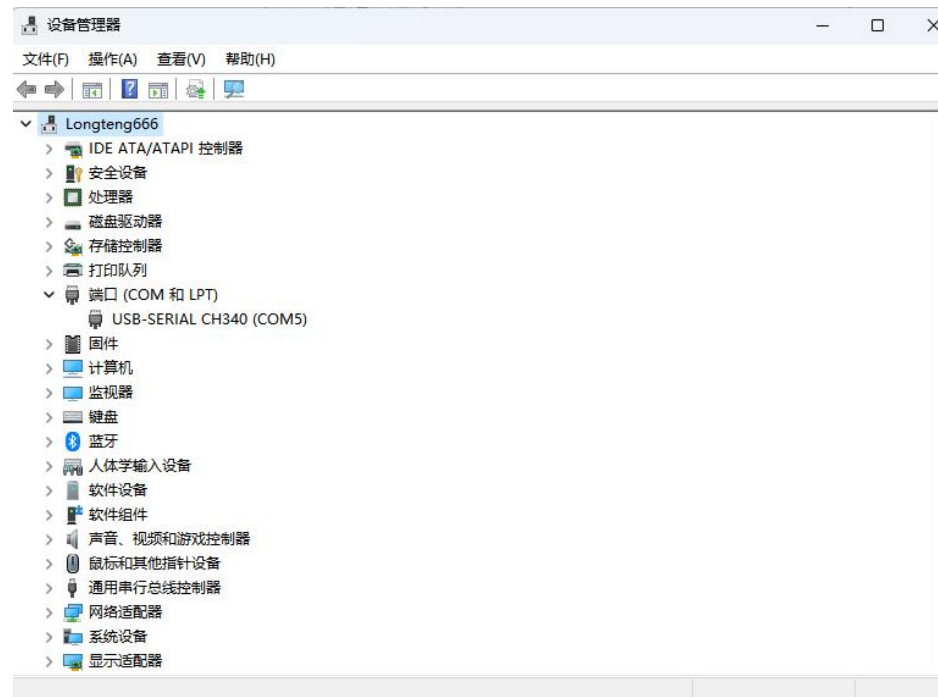 设备管理器
文件(F) 操作(A) 查看(V) 帮助(H)
Longteng666
IDE ATA/ATAPI 控制器
安全设备
处理器
磁盘驱动器
存储控制器
打印队列
端口 (COM 和 LPT)
USB-SERIAL CH340 (COM5)
固件
计算机
监视器
键盘
蓝牙
人体学输入设备
软件设备
软件组件
声音、视频和游戏控制器
鼠标和其他指针设备
通用串行总线控制器
网络适配器
系统设备
显示适配器